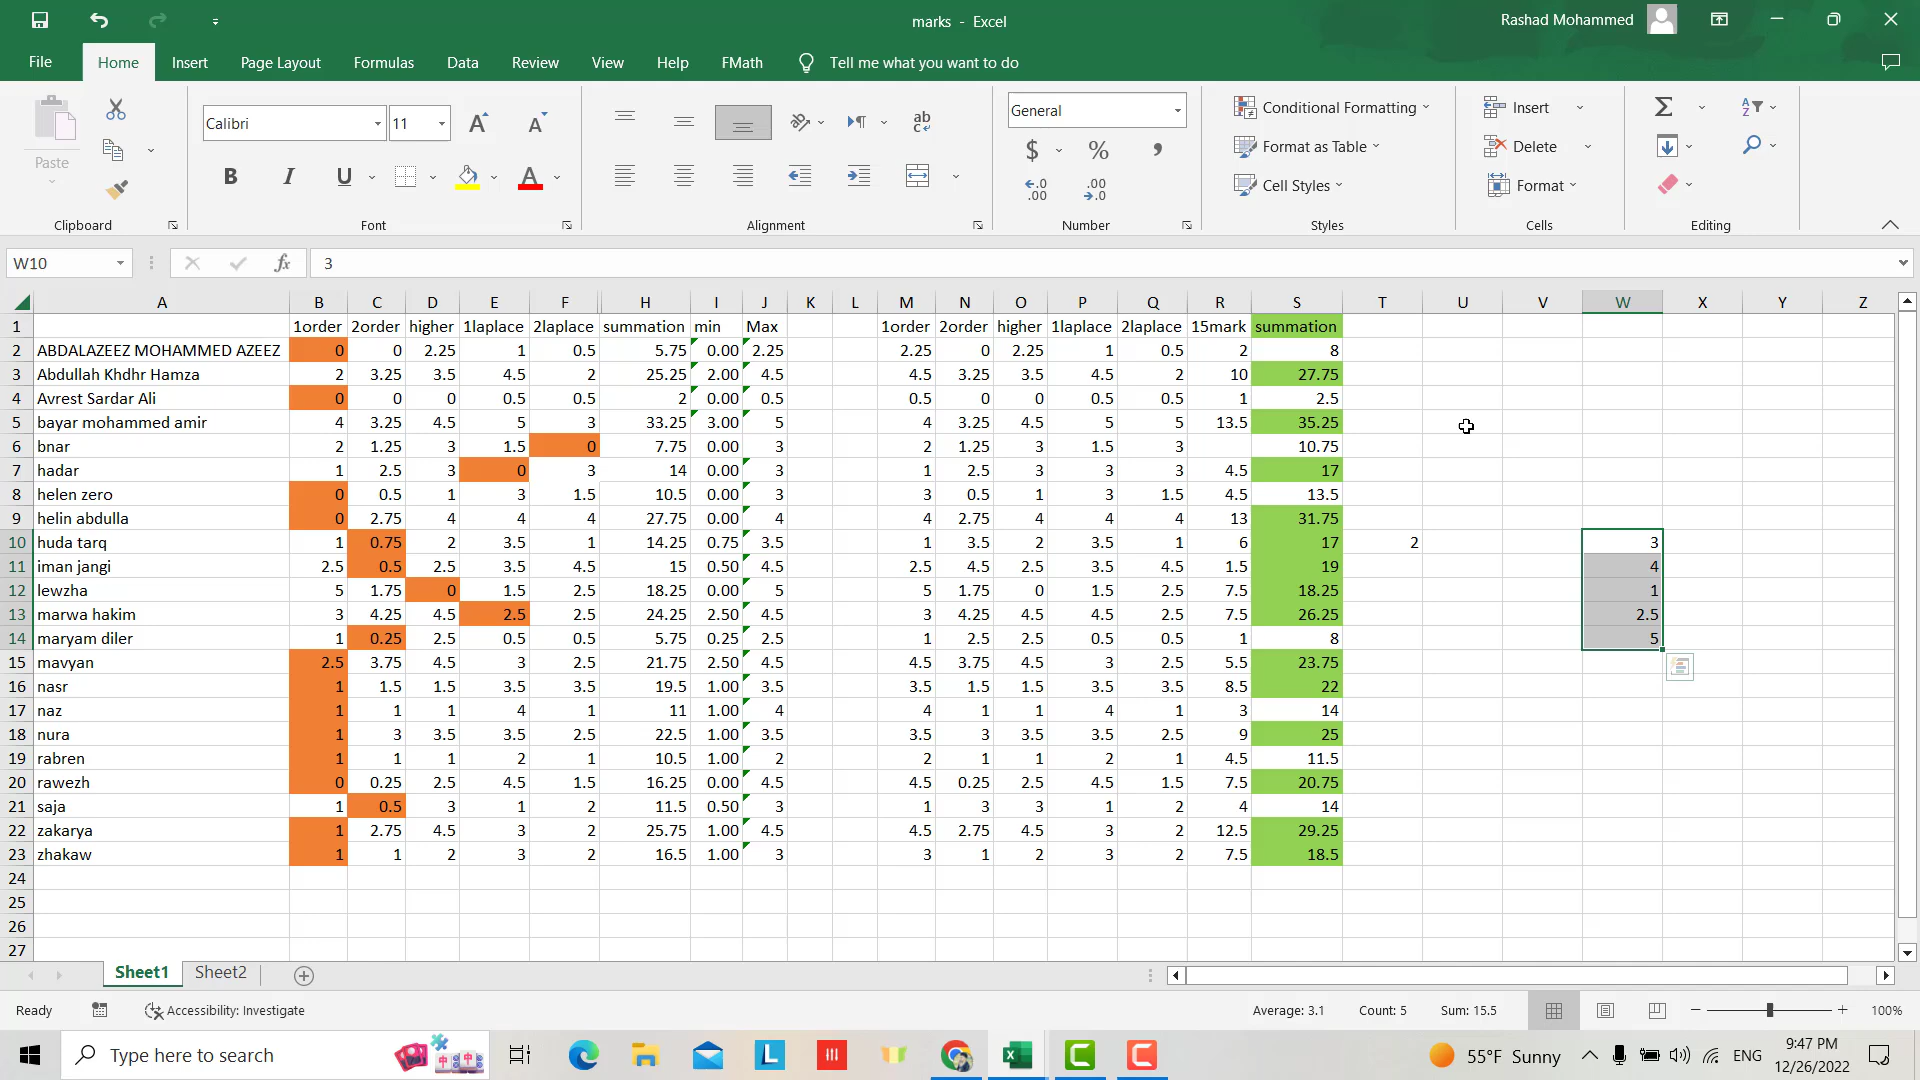 marks - Excel
Rashad Mohammed
File Home Insert Page Layout Formulas Data Review View Help FMath Tell me what you want to do
Paste
Calibri 11
B I U A
ab
General
$ % ,
Conditional Formatting
Format as Table
Cell Styles
Insert
Delete
Format
Clipboard Font Alignment Number Styles Cells Editing
W10 fx 3
A B C D E F H I J K L M N O P Q R S T U V W X Y Z
1 1order 2order higher 1laplace 2laplace summation min Max 1order 2order higher 1laplace 2laplace 15mark summation
2 ABDALAZEEZ MOHAMMED AZEEZ 0 0 2.25 1 0.5 5.75 0.00 2.25 2.25 0 2.25 1 0.5 2 8
3 Abdullah Khdhr Hamza 2 3.25 3.5 4.5 2 25.25 2.00 4.5 4.5 3.25 3.5 4.5 2 10 27.75
4 Avrest Sardar Ali 0 0 0 0.5 0.5 2 0.00 0.5 0.5 0 0 0.5 0.5 1 2.5
5 bayar mohammed amir 4 3.25 4.5 5 3 33.25 3.00 5 4 3.25 4.5 5 5 13.5 35.25
6 bnar 2 1.25 3 1.5 0 7.75 0.00 3 2 1.25 3 1.5 3 10.75
7 hadar 1 2.5 3 0 3 14 0.00 3 1 2.5 3 3 3 4.5 17
8 helen zero 0 0.5 1 3 1.5 10.5 0.00 3 3 0.5 1 3 1.5 4.5 13.5
9 helin abdulla 0 2.75 4 4 4 27.75 0.00 4 4 2.75 4 4 4 13 31.75
10 huda tarq 1 0.75 2 3.5 1 14.25 0.75 3.5 1 3.5 2 3.5 1 6 17 2 3
11 iman jangi 2.5 0.5 2.5 3.5 4.5 15 0.50 4.5 2.5 4.5 2.5 3.5 4.5 1.5 19 4
12 lewzha 5 1.75 0 1.5 2.5 18.25 0.00 5 5 1.75 0 1.5 2.5 7.5 18.25 1
13 marwa hakim 3 4.25 4.5 2.5 2.5 24.25 2.50 4.5 3 4.25 4.5 4.5 2.5 7.5 26.25 2.5
14 maryam diler 1 0.25 2.5 0.5 0.5 5.75 0.25 2.5 1 2.5 2.5 0.5 0.5 1 8 5
15 mavyan 2.5 3.75 4.5 3 2.5 21.75 2.50 4.5 4.5 3.75 4.5 3 2.5 5.5 23.75
16 nasr 1 1.5 1.5 3.5 3.5 19.5 1.00 3.5 3.5 1.5 1.5 3.5 3.5 8.5 22
17 naz 1 1 1 4 1 11 1.00 4 4 1 1 4 1 3 14
18 nura 1 3 3.5 3.5 2.5 22.5 1.00 3.5 3.5 3 3.5 3.5 2.5 9 25
19 rabren 1 1 1 2 1 10.5 1.00 2 2 1 1 2 1 4.5 11.5
20 rawezh 0 0.25 2.5 4.5 1.5 16.25 0.00 4.5 4.5 0.25 2.5 4.5 1.5 7.5 20.75
21 saja 1 0.5 3 1 2 11.5 0.50 3 1 3 3 1 2 4 14
22 zakarya 1 2.75 4.5 3 2 25.75 1.00 4.5 4.5 2.75 4.5 3 2 12.5 29.25
23 zhakaw 1 1 2 3 2 16.5 1.00 3 3 1 2 3 2 7.5 18.5
24
25
26
27
Sheet1 Sheet2
Ready Accessibility: Investigate Average: 3.1 Count: 5 Sum: 15.5 100%
Type here to search 55°F Sunny ENG 9:47 PM
12/26/2022